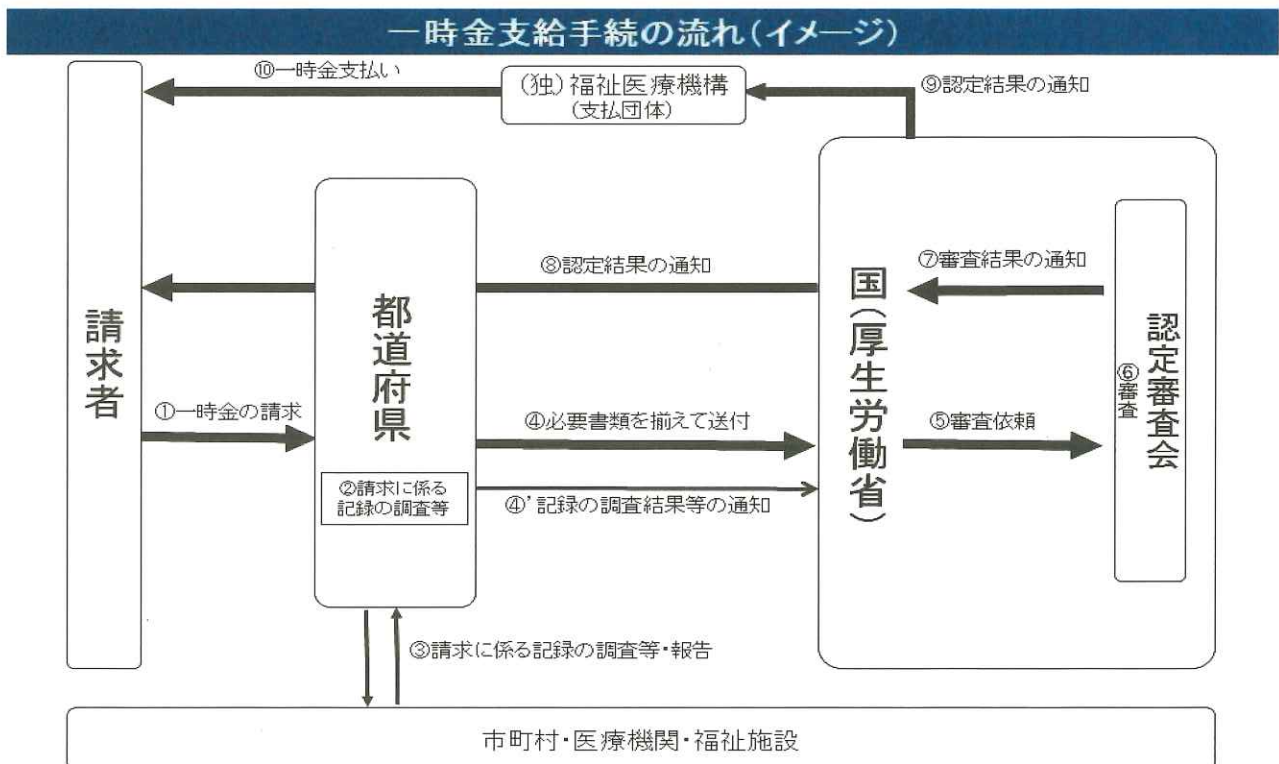 一時金支給手続の流れ(イメージ)
⑩一時金支払い
(独)福祉医療機構
(支払団体)
⑨認定結果の通知
請求者
都道府県
国(厚生労働省)
認定審査会
⑥審査
⑧認定結果の通知
⑦審査結果の通知
①一時金の請求
④必要書類を揃えて送付
⑤審査依頼
②請求に係る
記録の調査等
④'記録の調査結果等の通知
③請求に係る記録の調査等・報告
市町村・医療機関・福祉施設